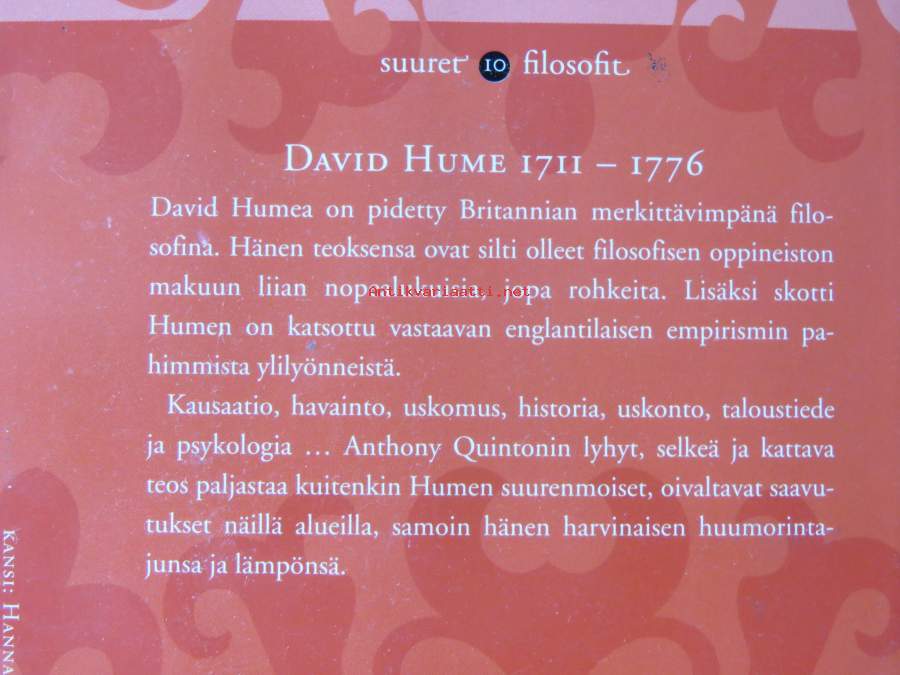 suuret 10 filosofit
DAVID HUME 1711 – 1776
David Humea on pidetty Britannian merkittävimpänä filo-
sofina. Hänen teoksensa ovat silti olleet filosofisen oppineiston
makuun liian jopa rohkeita. Lisäksi skotti
antikvariaatti.net
Humen on katsottu vastaavan englantilaisen empirismin pa-
himmista ylilyönneistä.
Kausaatio, havainto, uskomus, historia, uskonto, taloustiede
ja psykologia ... Anthony Quintonin lyhyt, selkeä ja kattava
teos paljastaa kuitenkin Humen suurenmoiset, oivaltavat saavu-
tukset näillä alueilla, samoin hänen harvinaisen huumorinta-
junsa ja lämpönsä.
KANSI: HANNA